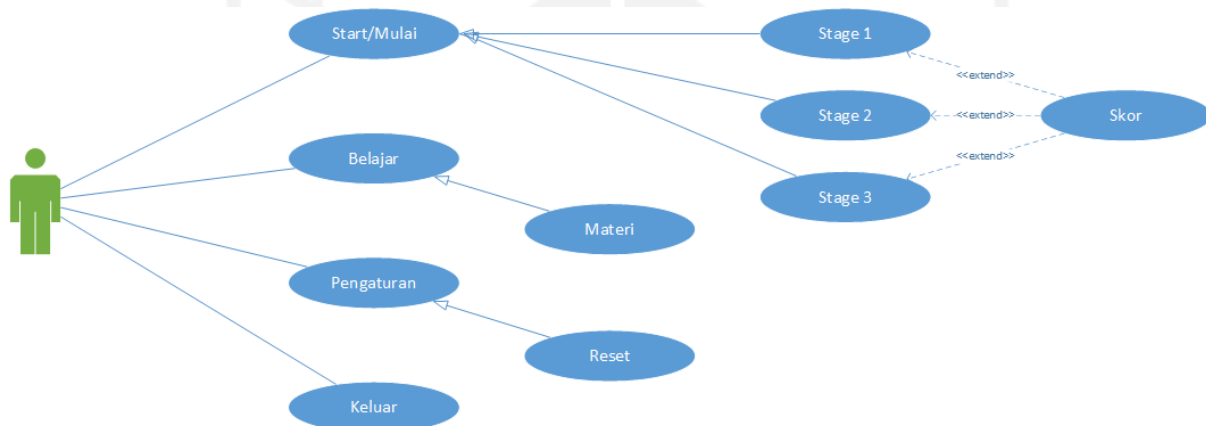 Start/Mulai
Stage 1
<<extend>>
Stage 2
<<extend>>
Skor
Belajar
<<extend>>
Stage 3
Materi
Pengaturan
Reset
Keluar